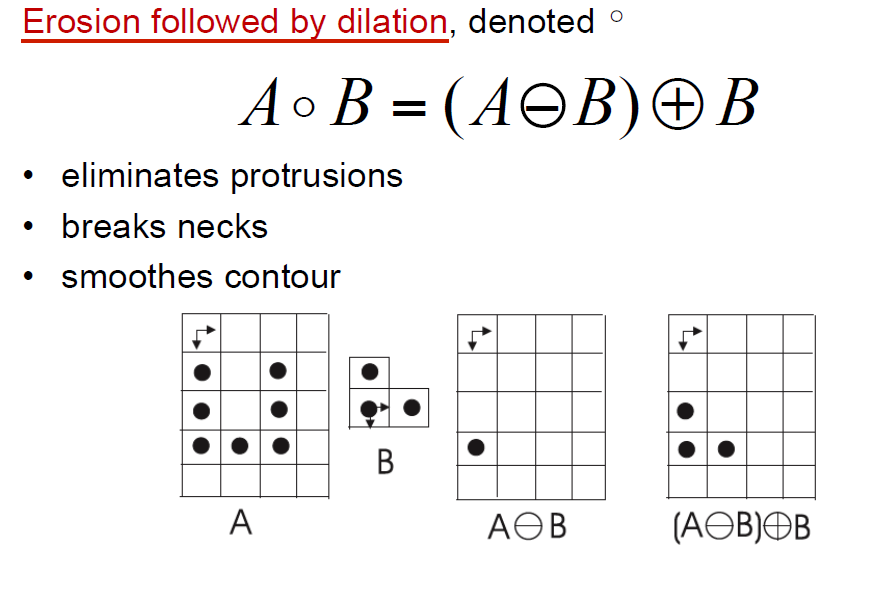 Erosion followed by dilation, denoted ○
A ∘ B = (A⊖B)⊕B
• eliminates protrusions
• breaks necks
• smoothes contour
B
A
A⊖B
(A⊖B)⊕B